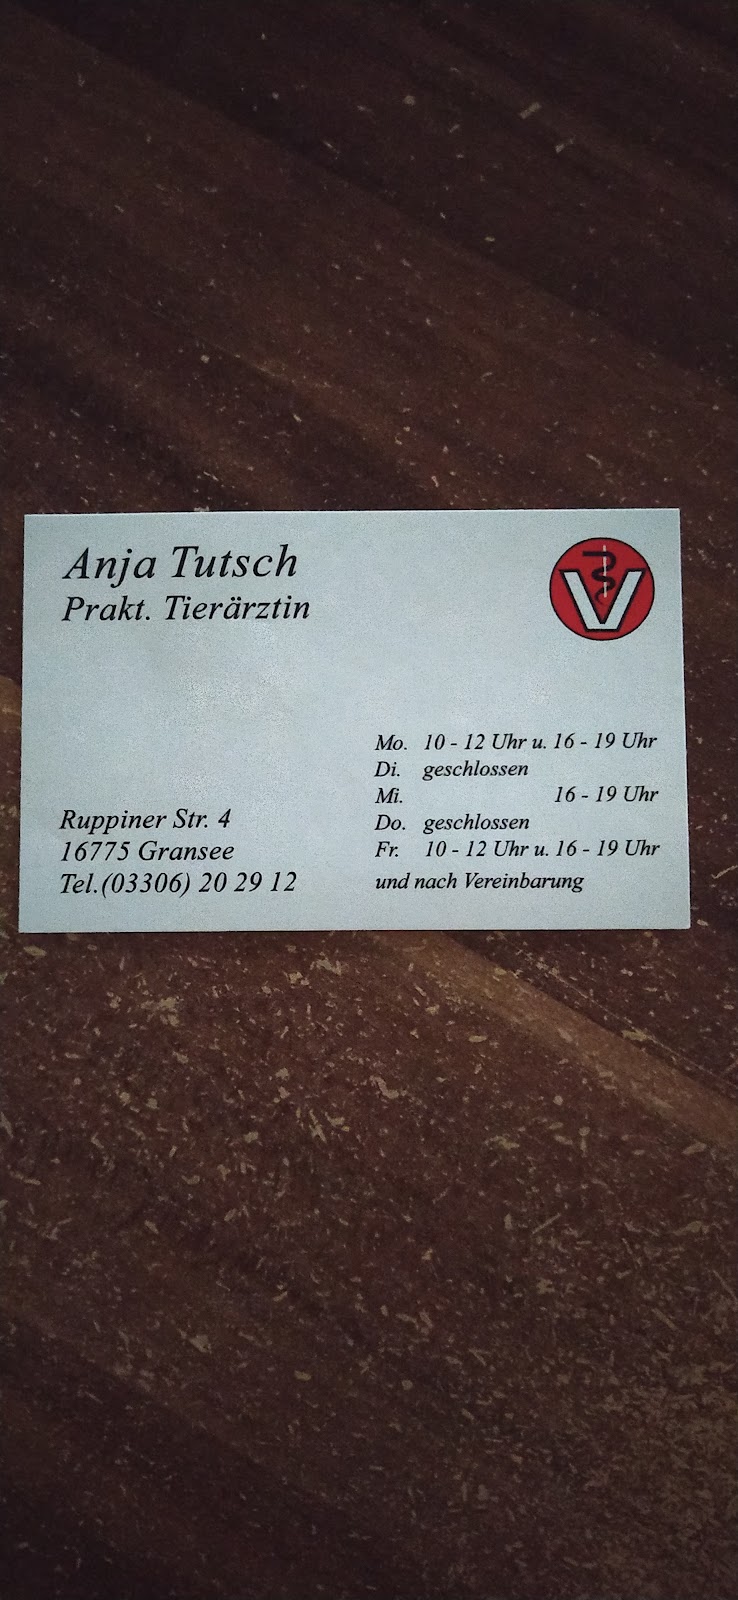 Anja Tutsch
Prakt. Tierärztin
V
Ruppiner Str. 4
16775 Gransee
Tel.(03306) 20 29 12
Mo. 10 - 12 Uhr u. 16 - 19 Uhr
Di. geschlossen
Mi. 16 - 19 Uhr
Do. geschlossen
Fr. 10 - 12 Uhr u. 16 - 19 Uhr
und nach Vereinbarung